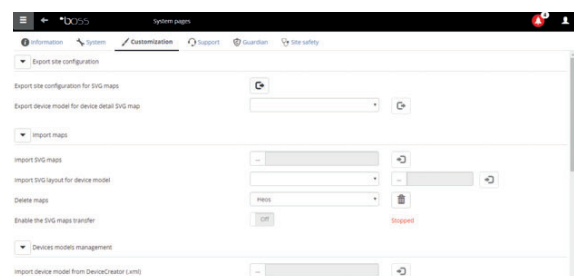 boss System pages
Information System Customization Support Guardian Site safety
Export site configuration
Export site configuration for SVG maps
Export device model for device detail SVG map
Import maps
Import SVG maps ...
Import SVG layout for device model ...
Delete maps
Enable the SVG maps transfer Off Stopped
Devices models management
Import device model from DeviceCreator (.xml) ...